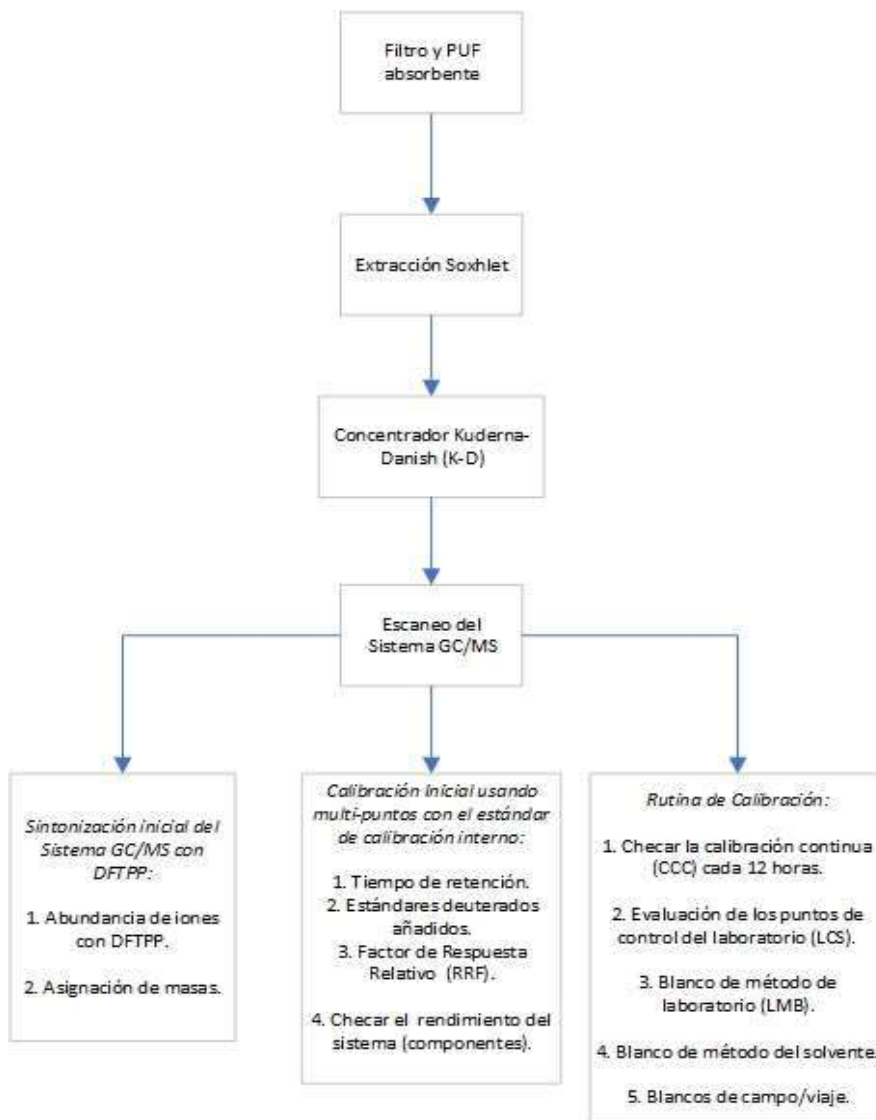 Filtro y PUF
absorbente
Extracción Soxhlet
Concentrador Kuderna-
Danish (K-D)
Escaneo del
Sistema GC/MS
Sintonización inicial del
Sistema GC/MS con
DFTPP:
1. Abundancia de iones
con DFTPP.
2. Asignación de masas.
Calibración Inicial usando
multi-puntos con el estándar
de calibración interno:
1. Tiempo de retención.
2. Estándares deuterados
añadidos.
3. Factor de Respuesta
Relativo (RRF).
4. Checar el rendimiento del
sistema (componentes).
Rutina de Calibración:
1. Checar la calibración continua
(CCC) cada 12 horas.
2. Evaluación de los puntos de
control del laboratorio (LCS).
3. Blanco de método de
laboratorio (LMB).
4. Blanco de método del solvente.
5. Blancos de campo/viaje.